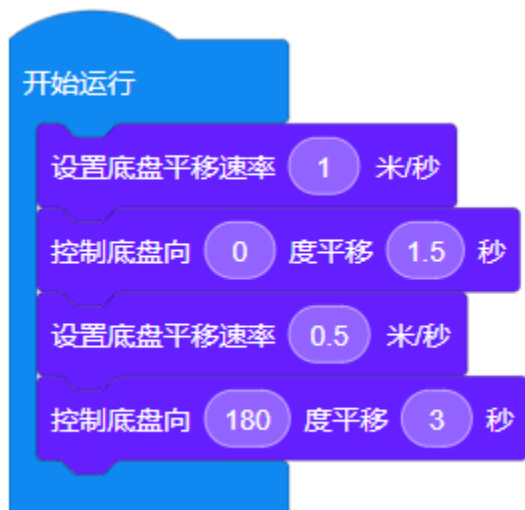 开始运行
设置底盘平移速率 1 米/秒
控制底盘向 0 度平移 1.5 秒
设置底盘平移速率 0.5 米/秒
控制底盘向 180 度平移 3 秒